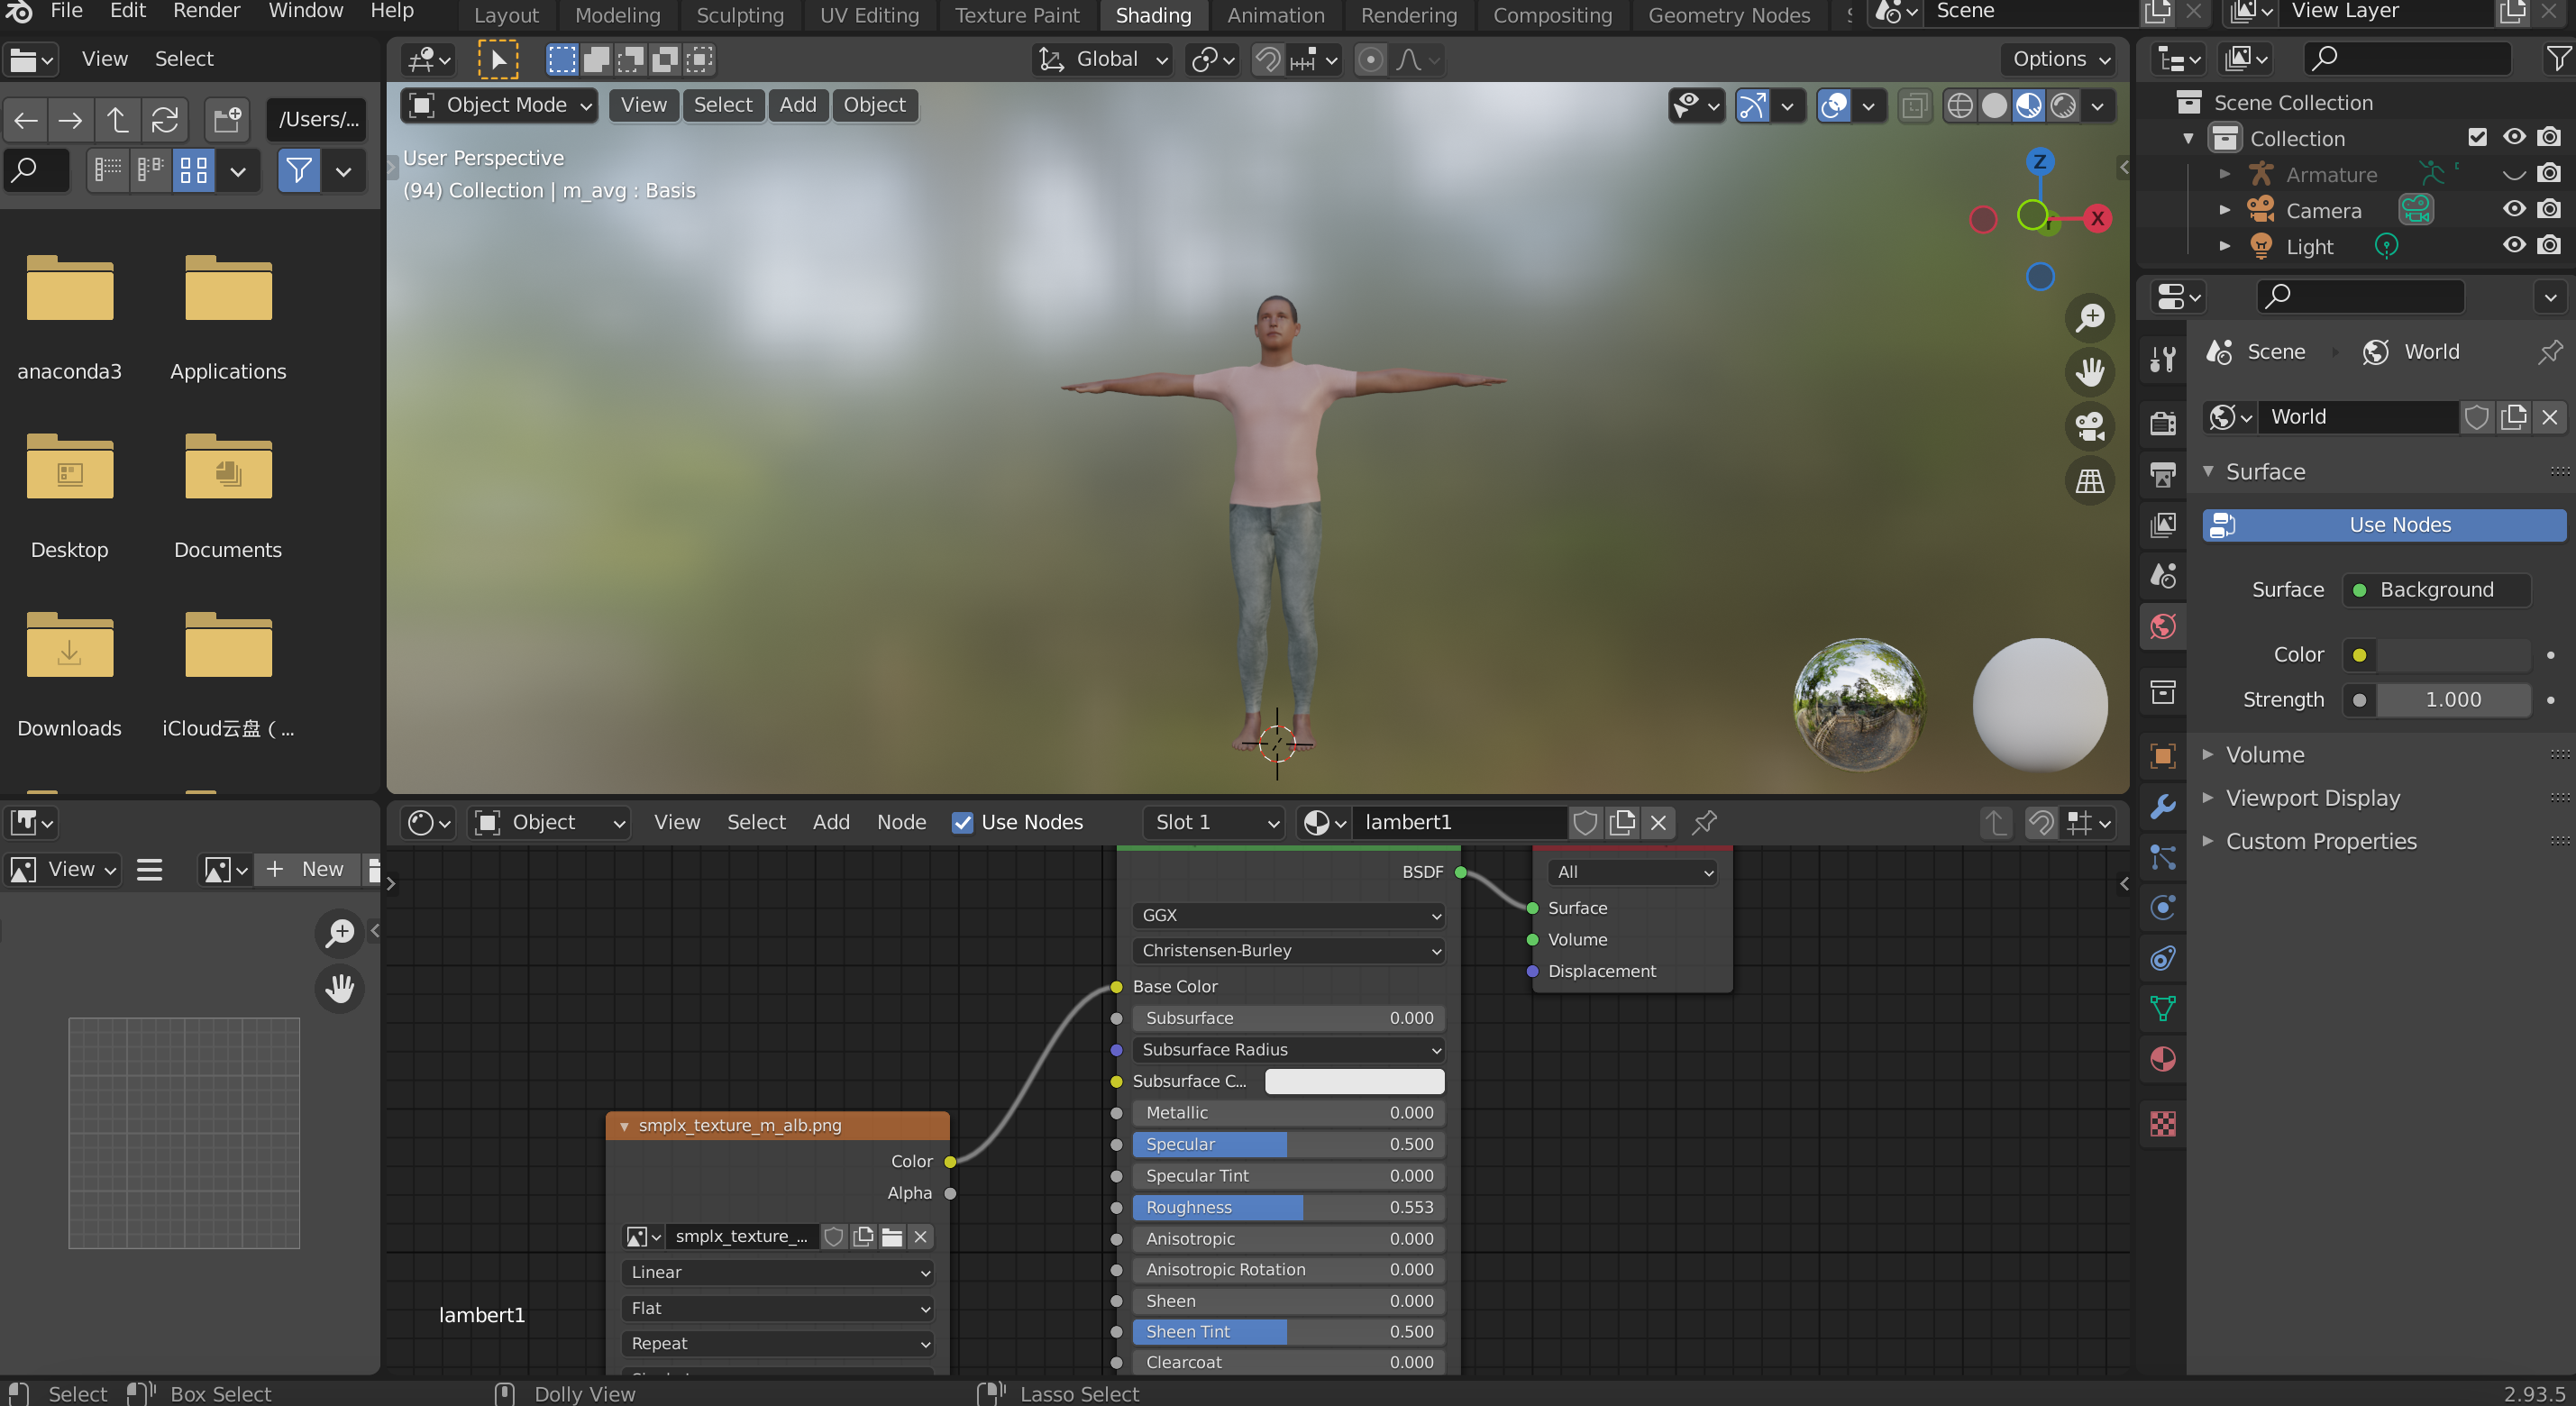 File Edit Render Window Help
Layout Modeling Sculpting UV Editing Texture Paint Shading Animation Rendering Compositing Geometry Nodes
Scene
View Layer
View Select
Global
Options
/Users/...
Object Mode View Select Add Object
User Perspective
(94) Collection | m_avg : Basis
Z
X
Y
anaconda3 Applications
Desktop Documents
Downloads iCloud云盘 ( ...
Scene Collection
Collection
Armature
Camera
Light
Scene World
World
Surface
Use Nodes
Surface Background
Color
Strength 1.000
Volume
Viewport Display
Custom Properties
Object View Select Add Node Use Nodes Slot 1 lambert1
View New
BSDF
GGX
Christensen-Burley
Base Color
Subsurface 0.000
Subsurface Radius
Subsurface C...
Metallic 0.000
Specular 0.500
Specular Tint 0.000
Roughness 0.553
Anisotropic 0.000
Anisotropic Rotation 0.000
Sheen 0.000
Sheen Tint 0.500
Clearcoat 0.000
All
Surface
Volume
Displacement
smplx_texture_m_alb.png
Color
Alpha
smplx_texture_...
Linear
Flat
Repeat
lambert1
Select Box Select Dolly View Lasso Select 2.93.5